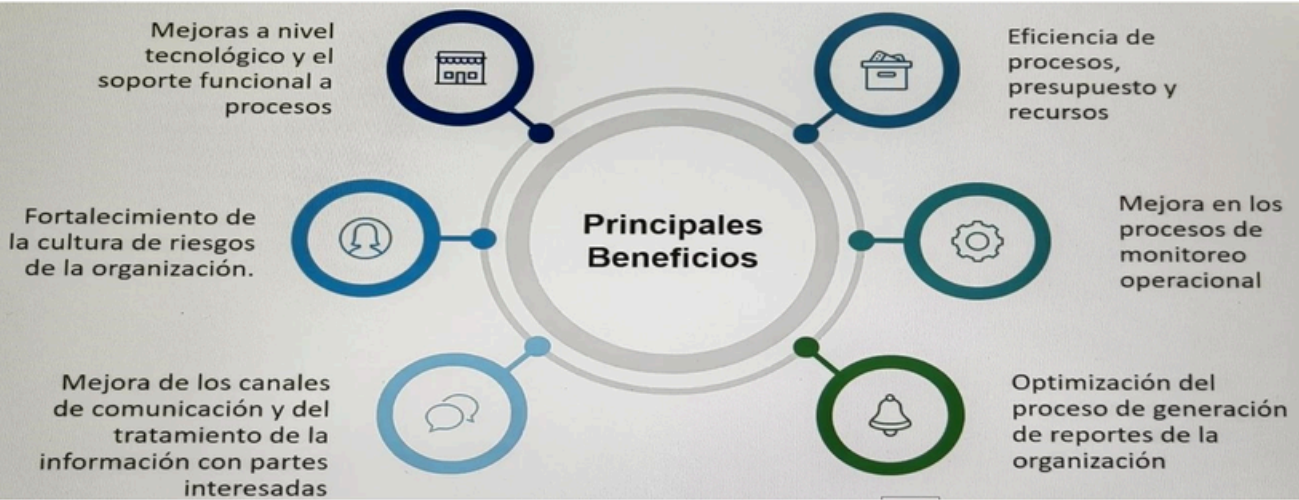 Mejoras a nivel
tecnológico y el
soporte funcional a
procesos
Eficiencia de
procesos,
presupuesto y
recursos
Fortalecimiento de
la cultura de riesgos
de la organización.
Principales
Beneficios
Mejora en los
procesos de
monitoreo
operacional
Mejora de los canales
de comunicación y del
tratamiento de la
información con partes
interesadas
Optimización del
proceso de generación
de reportes de la
organización